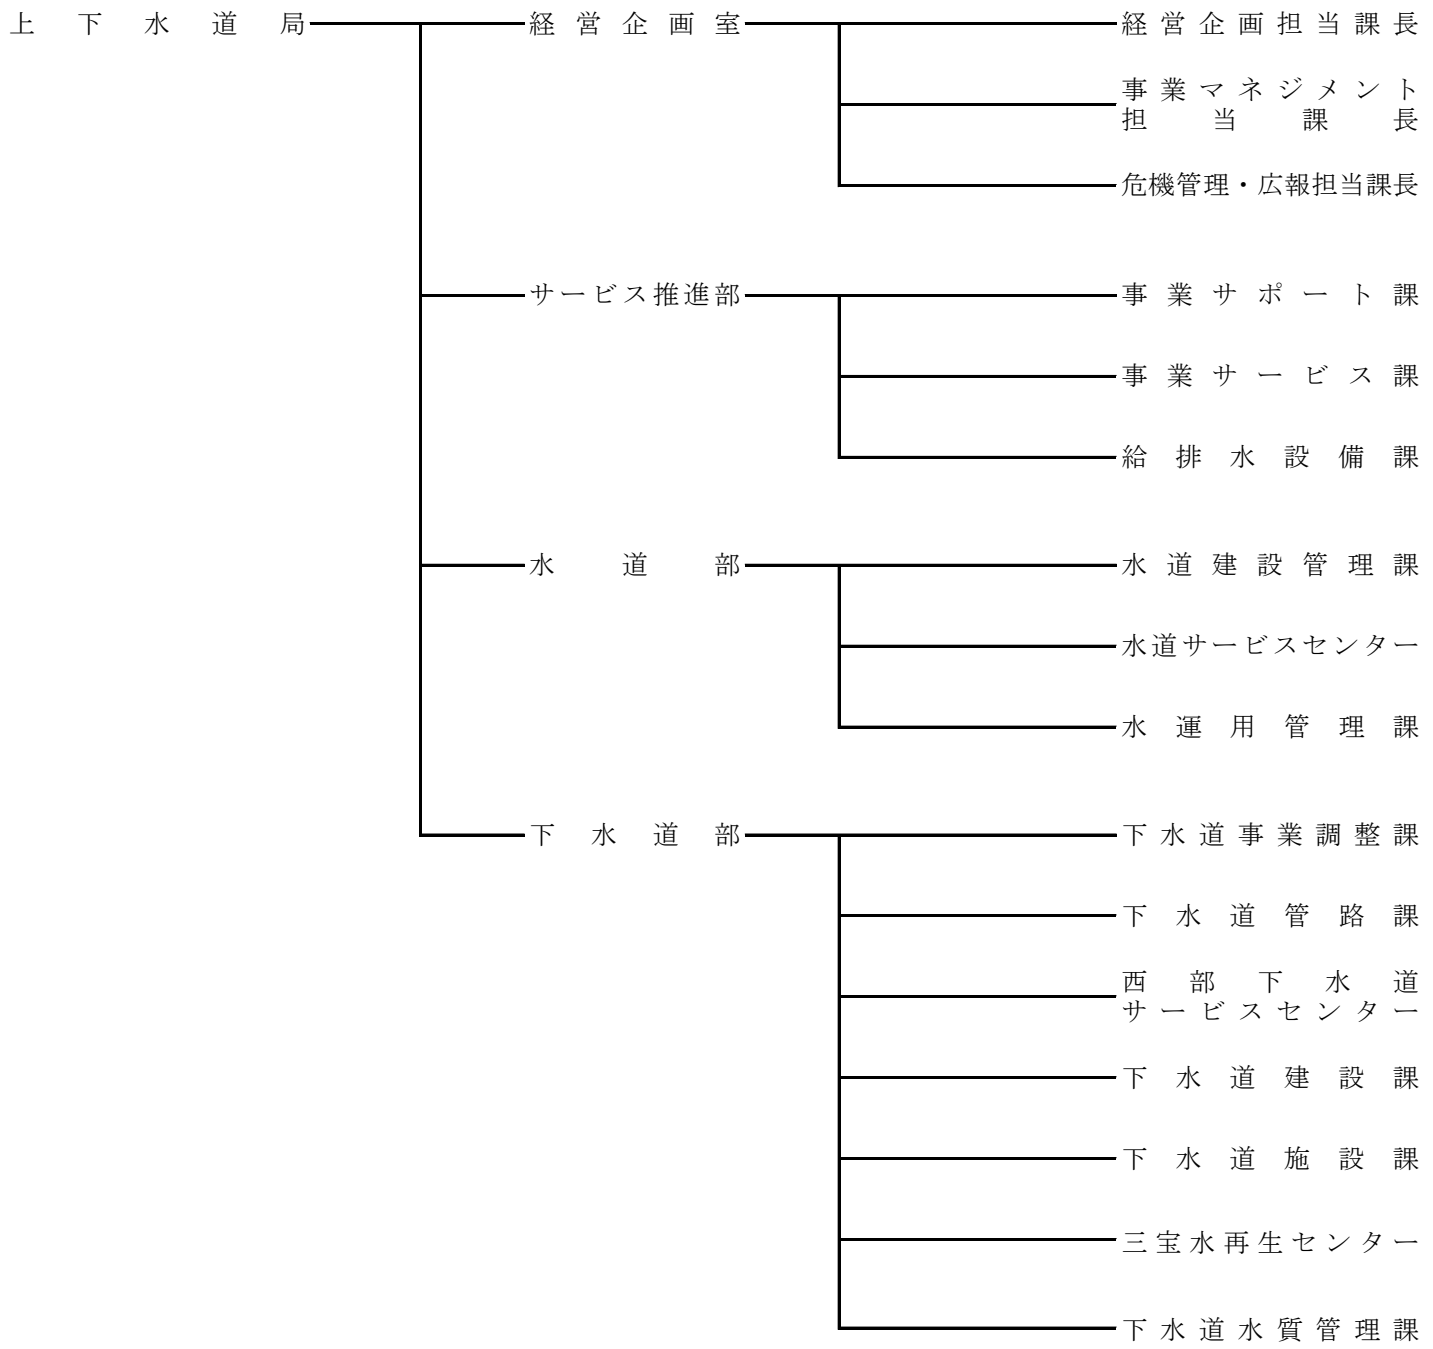 上下水道局
経営企画室
経営企画担当課長
事業マネジメント
担当課長
危機管理・広報担当課長
サービス推進部
事業サポート課
事業サービス課
給排水設備課
水道部
水道建設管理課
水道サービスセンター
水運用管理課
下水道部
下水道事業調整課
下水道管路課
西部下水道
サービスセンター
下水道建設課
下水道施設課
三宝水再生センター
下水道水質管理課